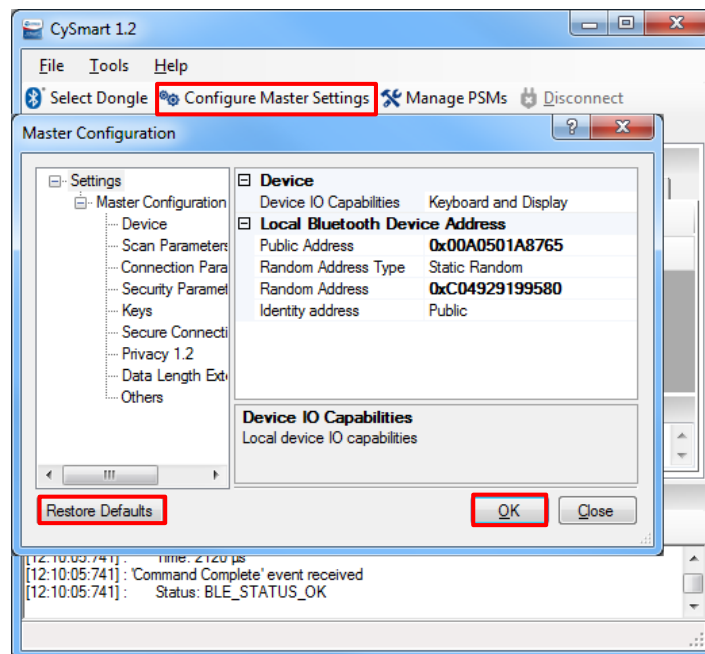 CySmart 1.2
File Tools Help
Select Dongle Configure Master Settings Manage PSMs Disconnect
Master Configuration
Settings
Master Configuration
Device
Scan Parameters
Connection Para
Security Paramet
Keys
Secure Connecti
Privacy 1.2
Data Length Exte
Others
Device
Device IO Capabilities Keyboard and Display
Local Bluetooth Device Address
Public Address 0x00A0501A8765
Random Address Type Static Random
Random Address 0xC04929199580
Identity address Public
Device IO Capabilities
Local device IO capabilities
Restore Defaults OK Close
[12:10:05:741] : Time: 2120 µs
[12:10:05:741] : 'Command Complete' event received
[12:10:05:741] : Status: BLE_STATUS_OK